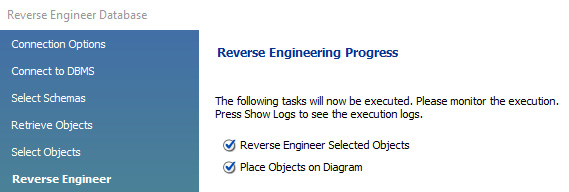 Reverse Engineer Database
Connection Options
Connect to DBMS
Select Schemas
Retrieve Objects
Select Objects
Reverse Engineer
Reverse Engineering Progress
The following tasks will now be executed. Please monitor the execution.
Press Show Logs to see the execution logs.
Reverse Engineer Selected Objects
Place Objects on Diagram